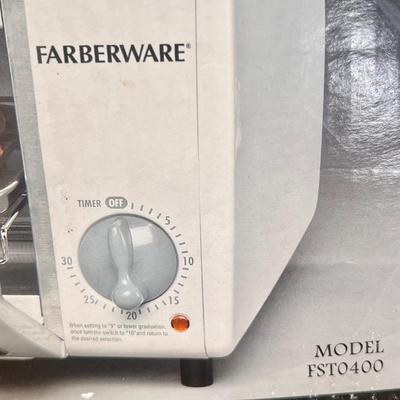 FARBERWARE®
TIMER OFF
5
10
15
20
25
30
When setting to "5" or lower graduation,
once turn the switch to "10" and return to
the desired selection.
MODEL
FST0400